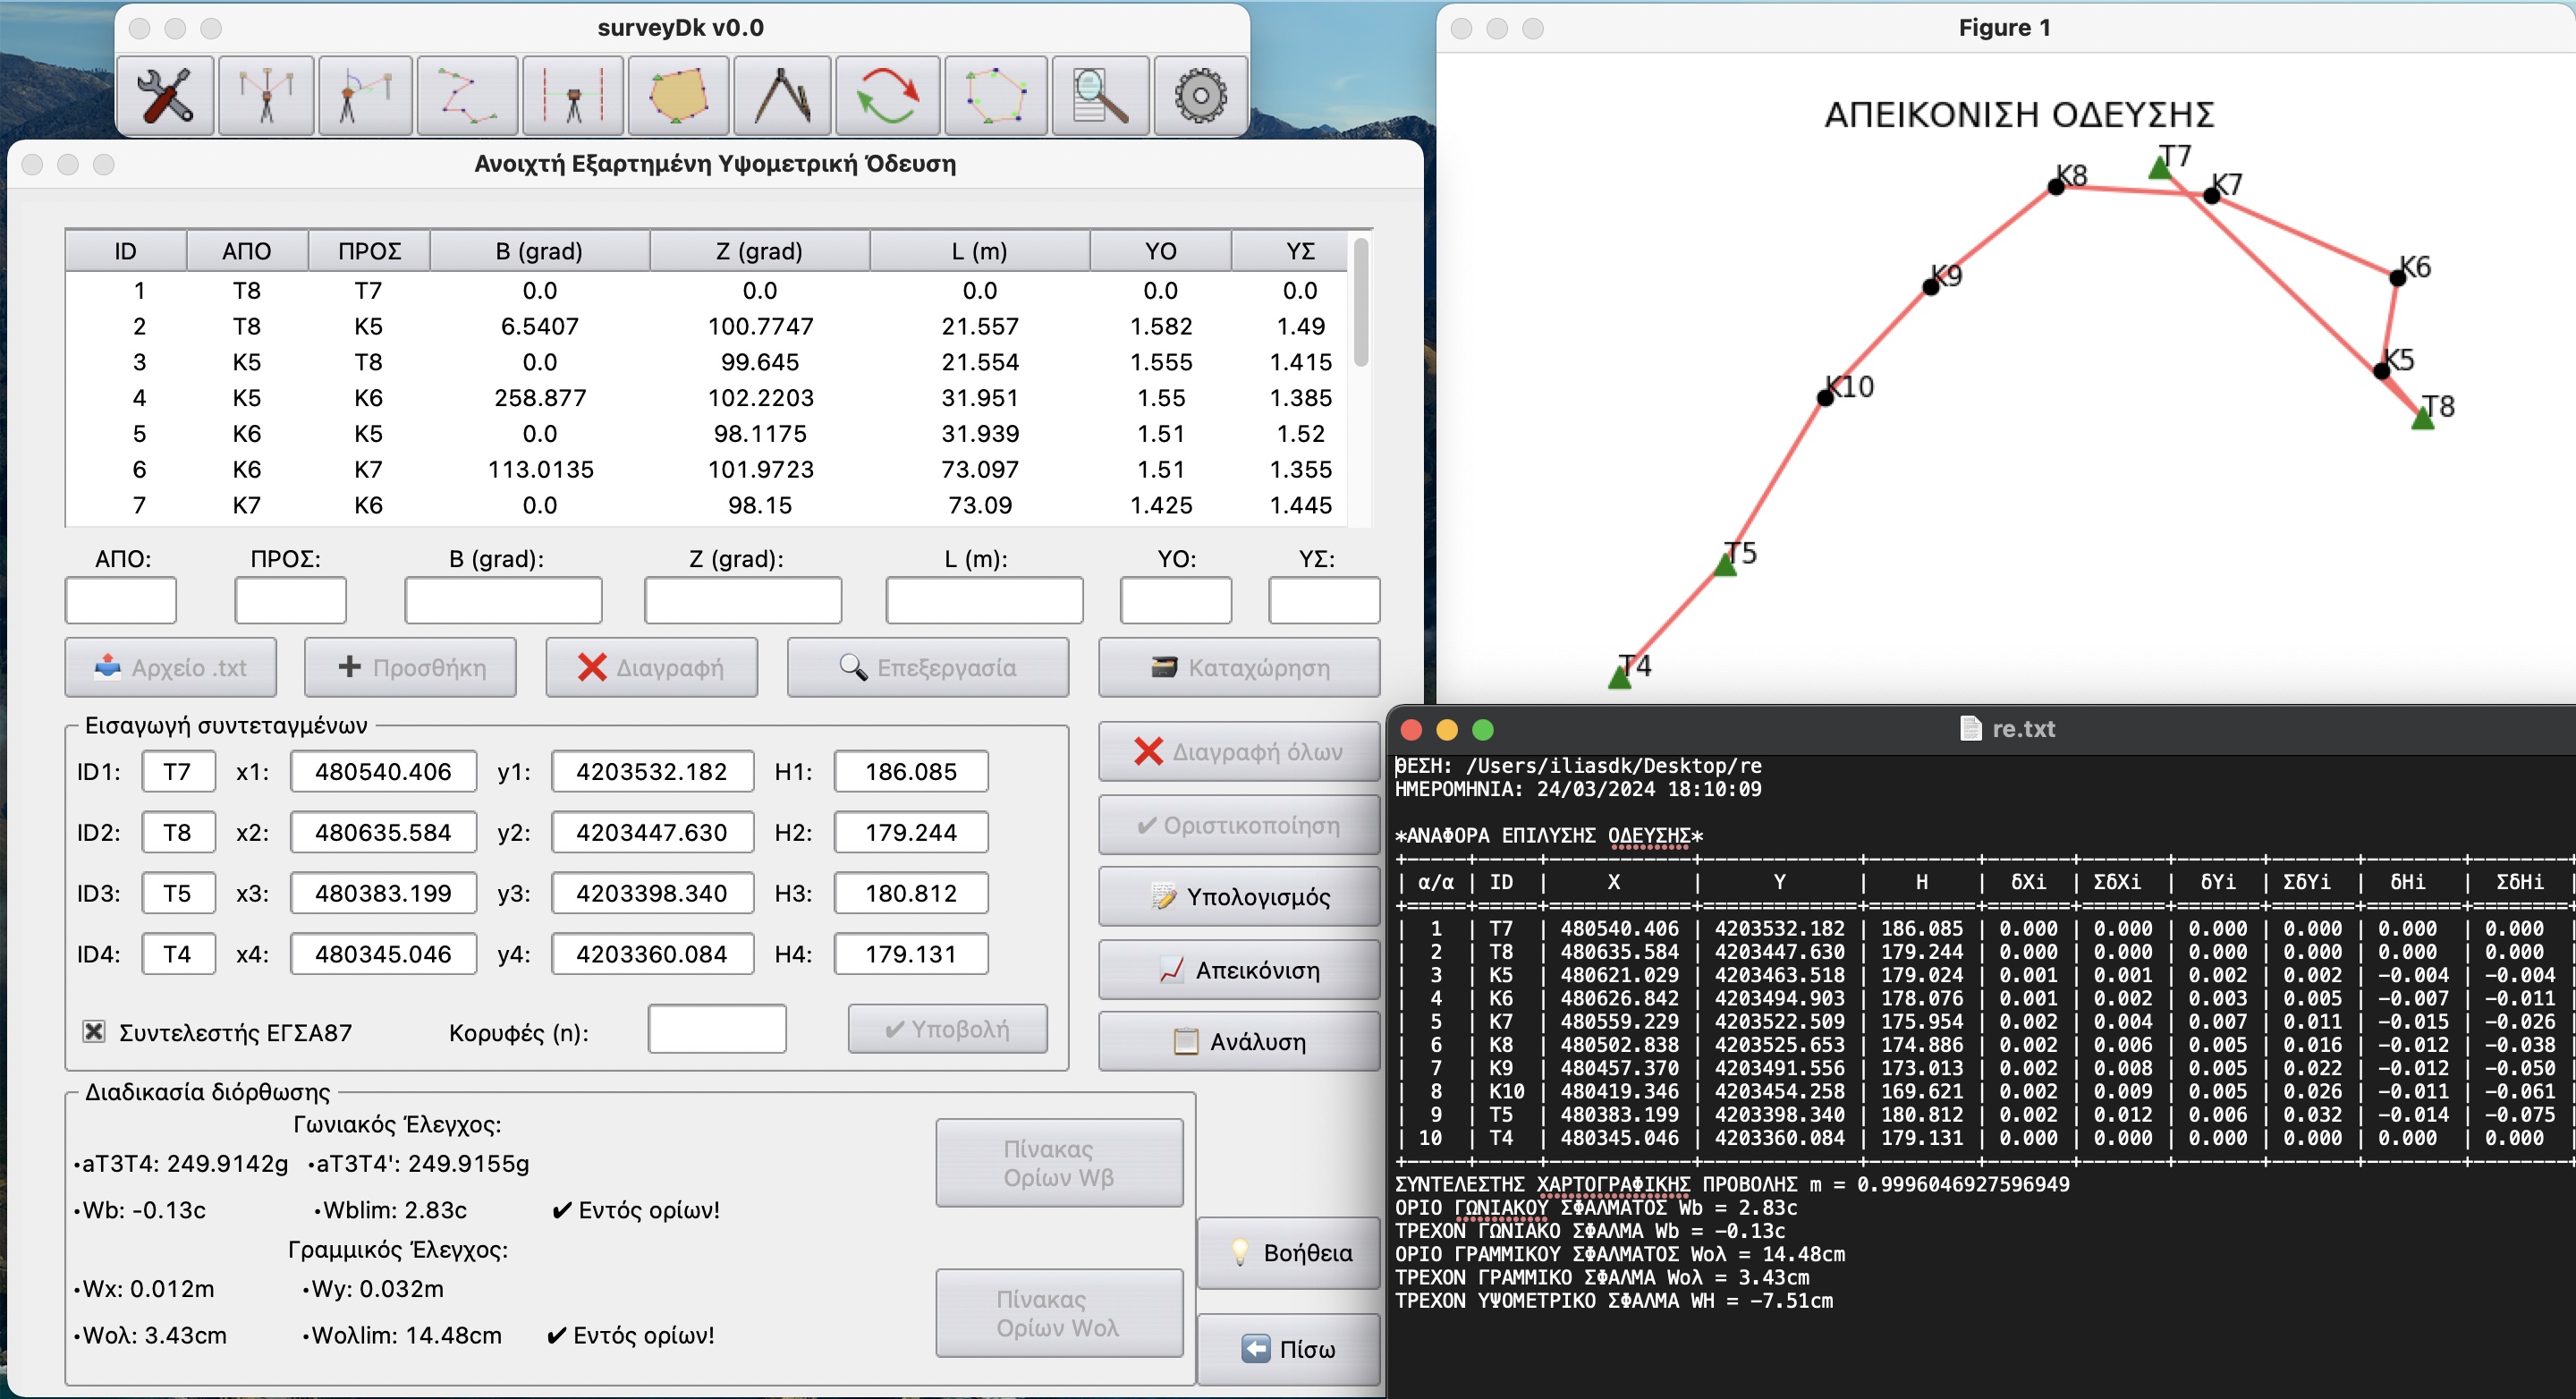 surveyDk v0.0
Ανοιχτή Εξαρτημένη Υψομετρική Όδευση
ID ΑΠΟ ΠΡΟΣ B (grad) Z (grad) L (m) ΥΟ ΥΣ
1 T8 T7 0.0 0.0 0.0 0.0 0.0
2 T8 K5 6.5407 100.7747 21.557 1.582 1.49
3 K5 T8 0.0 99.645 21.554 1.555 1.415
4 K5 K6 258.877 102.2203 31.951 1.55 1.385
5 K6 K5 0.0 98.1175 31.939 1.51 1.52
6 K6 K7 113.0135 101.9723 73.097 1.51 1.355
7 K7 K6 0.0 98.15 73.09 1.425 1.445
ΑΠΟ: ΠΡΟΣ: B (grad): Z (grad): L (m): ΥΟ: ΥΣ:
Αρχείο .txt Προσθήκη Διαγραφή Επεξεργασία Καταχώρηση
Εισαγωγή συντεταγμένων
ID1: T7 x1: 480540.406 y1: 4203532.182 H1: 186.085
ID2: T8 x2: 480635.584 y2: 4203447.630 H2: 179.244
ID3: T5 x3: 480383.199 y3: 4203398.340 H3: 180.812
ID4: T4 x4: 480345.046 y4: 4203360.084 H4: 179.131
Συντελεστής ΕΓΣΑ87 Κορυφές (n): ✔ Υποβολή
Διαγραφή όλων
✔ Οριστικοποίηση
Υπολογισμός
Απεικόνιση
Ανάλυση
Διαδικασία διόρθωσης
Γωνιακός Έλεγχος:
•aT3T4: 249.9142g •aT3T4': 249.9155g
•Wb: -0.13c •Wblim: 2.83c ✔ Εντός ορίων!
Γραμμικός Έλεγχος:
•Wx: 0.012m •Wy: 0.032m
•Wολ: 3.43cm •Wολlim: 14.48cm ✔ Εντός ορίων!
Πίνακας
Ορίων Wβ
Πίνακας
Ορίων Wολ
Βοήθεια
Πίσω
Figure 1
ΑΠΕΙΚΟΝΙΣΗ ΟΔΕΥΣΗΣ
T7
K8
K7
K6
K9
K5
K10
T8
T5
T4
re.txt
ΘΕΣΗ: /Users/iliasdk/Desktop/re
ΗΜΕΡΟΜΗΝΙΑ: 24/03/2024 18:10:09
*ΑΝΑΦΟΡΑ ΕΠΙΛΥΣΗΣ ΟΔΕΥΣΗΣ*
| α/α | ID | X | Y | H | δXi | ΣδXi | δYi | ΣδYi | δHi | ΣδHi
| 1 | T7 | 480540.406 | 4203532.182 | 186.085 | 0.000 | 0.000 | 0.000 | 0.000 | 0.000 | 0.000
| 2 | T8 | 480635.584 | 4203447.630 | 179.244 | 0.000 | 0.000 | 0.000 | 0.000 | 0.000 | 0.000
| 3 | K5 | 480621.029 | 4203463.518 | 179.024 | 0.001 | 0.001 | 0.002 | 0.002 | -0.004 | -0.004
| 4 | K6 | 480626.842 | 4203494.903 | 178.076 | 0.001 | 0.002 | 0.003 | 0.005 | -0.007 | -0.011
| 5 | K7 | 480559.229 | 4203522.509 | 175.954 | 0.002 | 0.004 | 0.007 | 0.011 | -0.015 | -0.026
| 6 | K8 | 480502.838 | 4203525.653 | 174.886 | 0.002 | 0.006 | 0.005 | 0.016 | -0.012 | -0.038
| 7 | K9 | 480457.370 | 4203491.556 | 173.013 | 0.002 | 0.008 | 0.005 | 0.022 | -0.012 | -0.050
| 8 | K10 | 480419.346 | 4203454.258 | 169.621 | 0.002 | 0.009 | 0.005 | 0.026 | -0.011 | -0.061
| 9 | T5 | 480383.199 | 4203398.340 | 180.812 | 0.002 | 0.012 | 0.006 | 0.032 | -0.014 | -0.075
| 10 | T4 | 480345.046 | 4203360.084 | 179.131 | 0.000 | 0.000 | 0.000 | 0.000 | 0.000 | 0.000
ΣΥΝΤΕΛΕΣΤΗΣ ΧΑΡΤΟΓΡΑΦΙΚΗΣ ΠΡΟΒΟΛΗΣ m = 0.9996046927596949
ΟΡΙΟ ΓΩΝΙΑΚΟΥ ΣΦΑΛΜΑΤΟΣ Wb = 2.83c
ΤΡΕΧΟΝ ΓΩΝΙΑΚΟ ΣΦΑΛΜΑ Wb = -0.13c
ΟΡΙΟ ΓΡΑΜΜΙΚΟΥ ΣΦΑΛΜΑΤΟΣ Wολ = 14.48cm
ΤΡΕΧΟΝ ΓΡΑΜΜΙΚΟ ΣΦΑΛΜΑ Wολ = 3.43cm
ΤΡΕΧΟΝ ΥΨΟΜΕΤΡΙΚΟ ΣΦΑΛΜΑ WH = -7.51cm